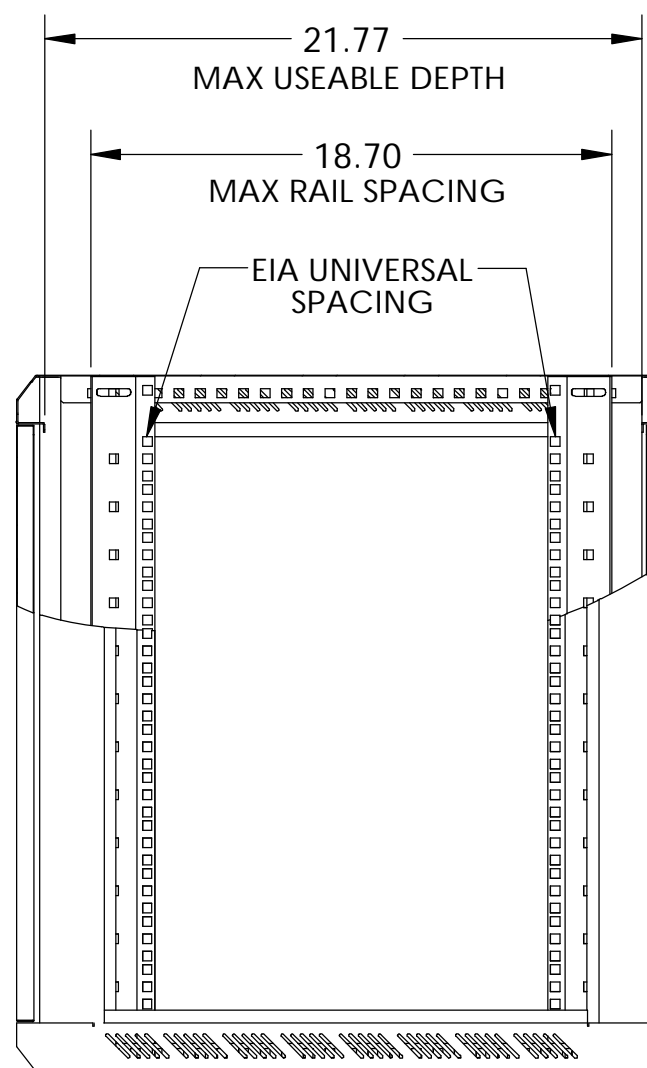 21.77
MAX USEABLE DEPTH
18.70
MAX RAIL SPACING
EIA UNIVERSAL
SPACING